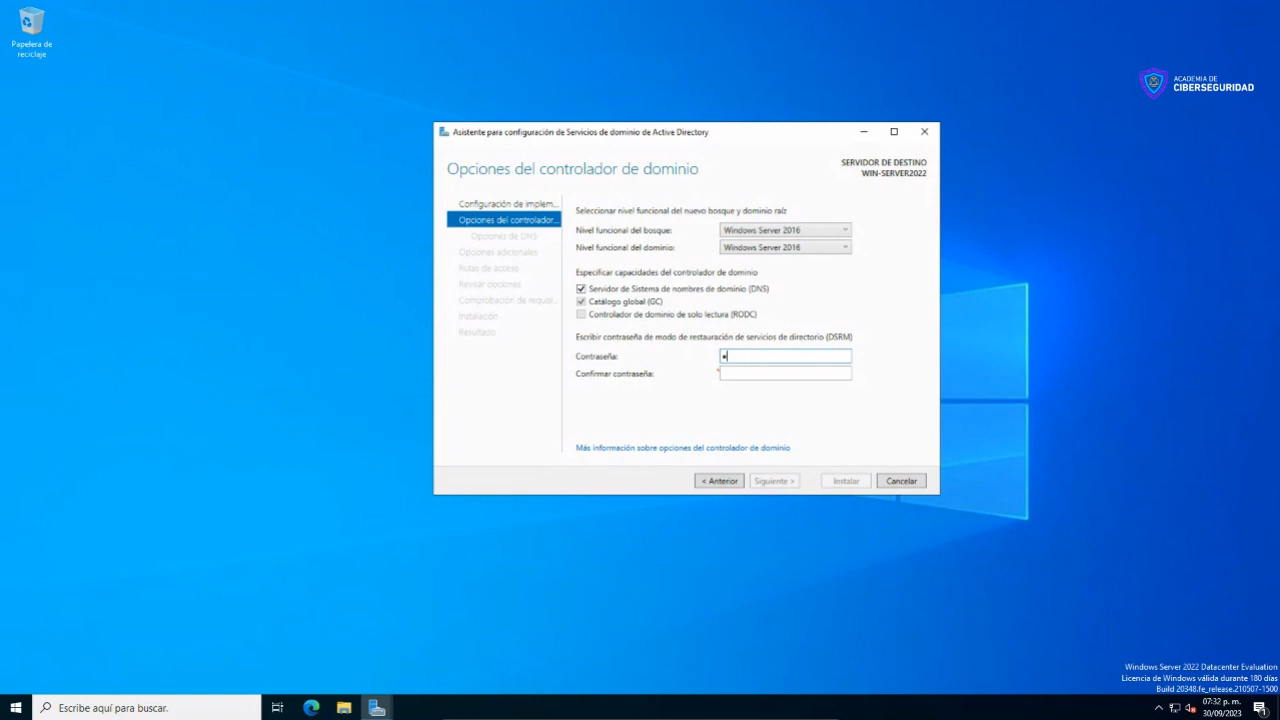 Papelera de
reciclaje
ACADEMIA DE
CIBERSEGURIDAD
Asistente para configuración de Servicios de dominio de Active Directory
Opciones del controlador de dominio
SERVIDOR DE DESTINO
WIN-SERVER2022
Configuración de implem...
Opciones del controlador...
Opciones de DNS
Opciones adicionales
Rutas de acceso
Revisar opciones
Comprobación de requisi...
Instalación
Resultado
Seleccionar nivel funcional del nuevo bosque y dominio raíz
Nivel funcional del bosque: Windows Server 2016
Nivel funcional del dominio: Windows Server 2016
Especificar capacidades del controlador de dominio
Servidor de Sistema de nombres de dominio (DNS)
Catálogo global (GC)
Controlador de dominio de solo lectura (RODC)
Escribir contraseña de modo de restauración de servicios de directorio (DSRM)
Contraseña: •
Confirmar contraseña: *
Más información sobre opciones del controlador de dominio
< Anterior Siguiente > Instalar Cancelar
Windows Server 2022 Datacenter Evaluation
Licencia de Windows válida durante 180 días
Build 20348.fe_release.210507-1500
Escribe aquí para buscar.
07:32 p. m.
30/09/2023
1